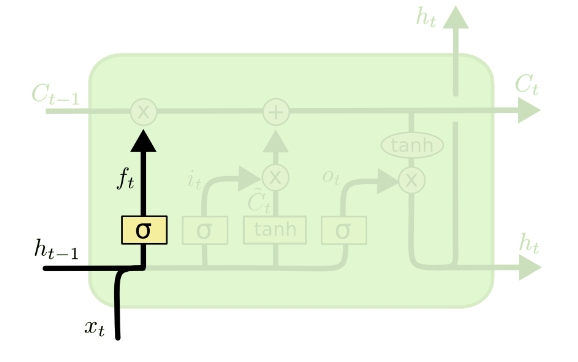 h_t
C_{t-1}
C_t
x
+
tanh
f_t
i_t
x
o_t
x
C̃_t
σ
σ
tanh
σ
h_{t-1}
h_t
x_t